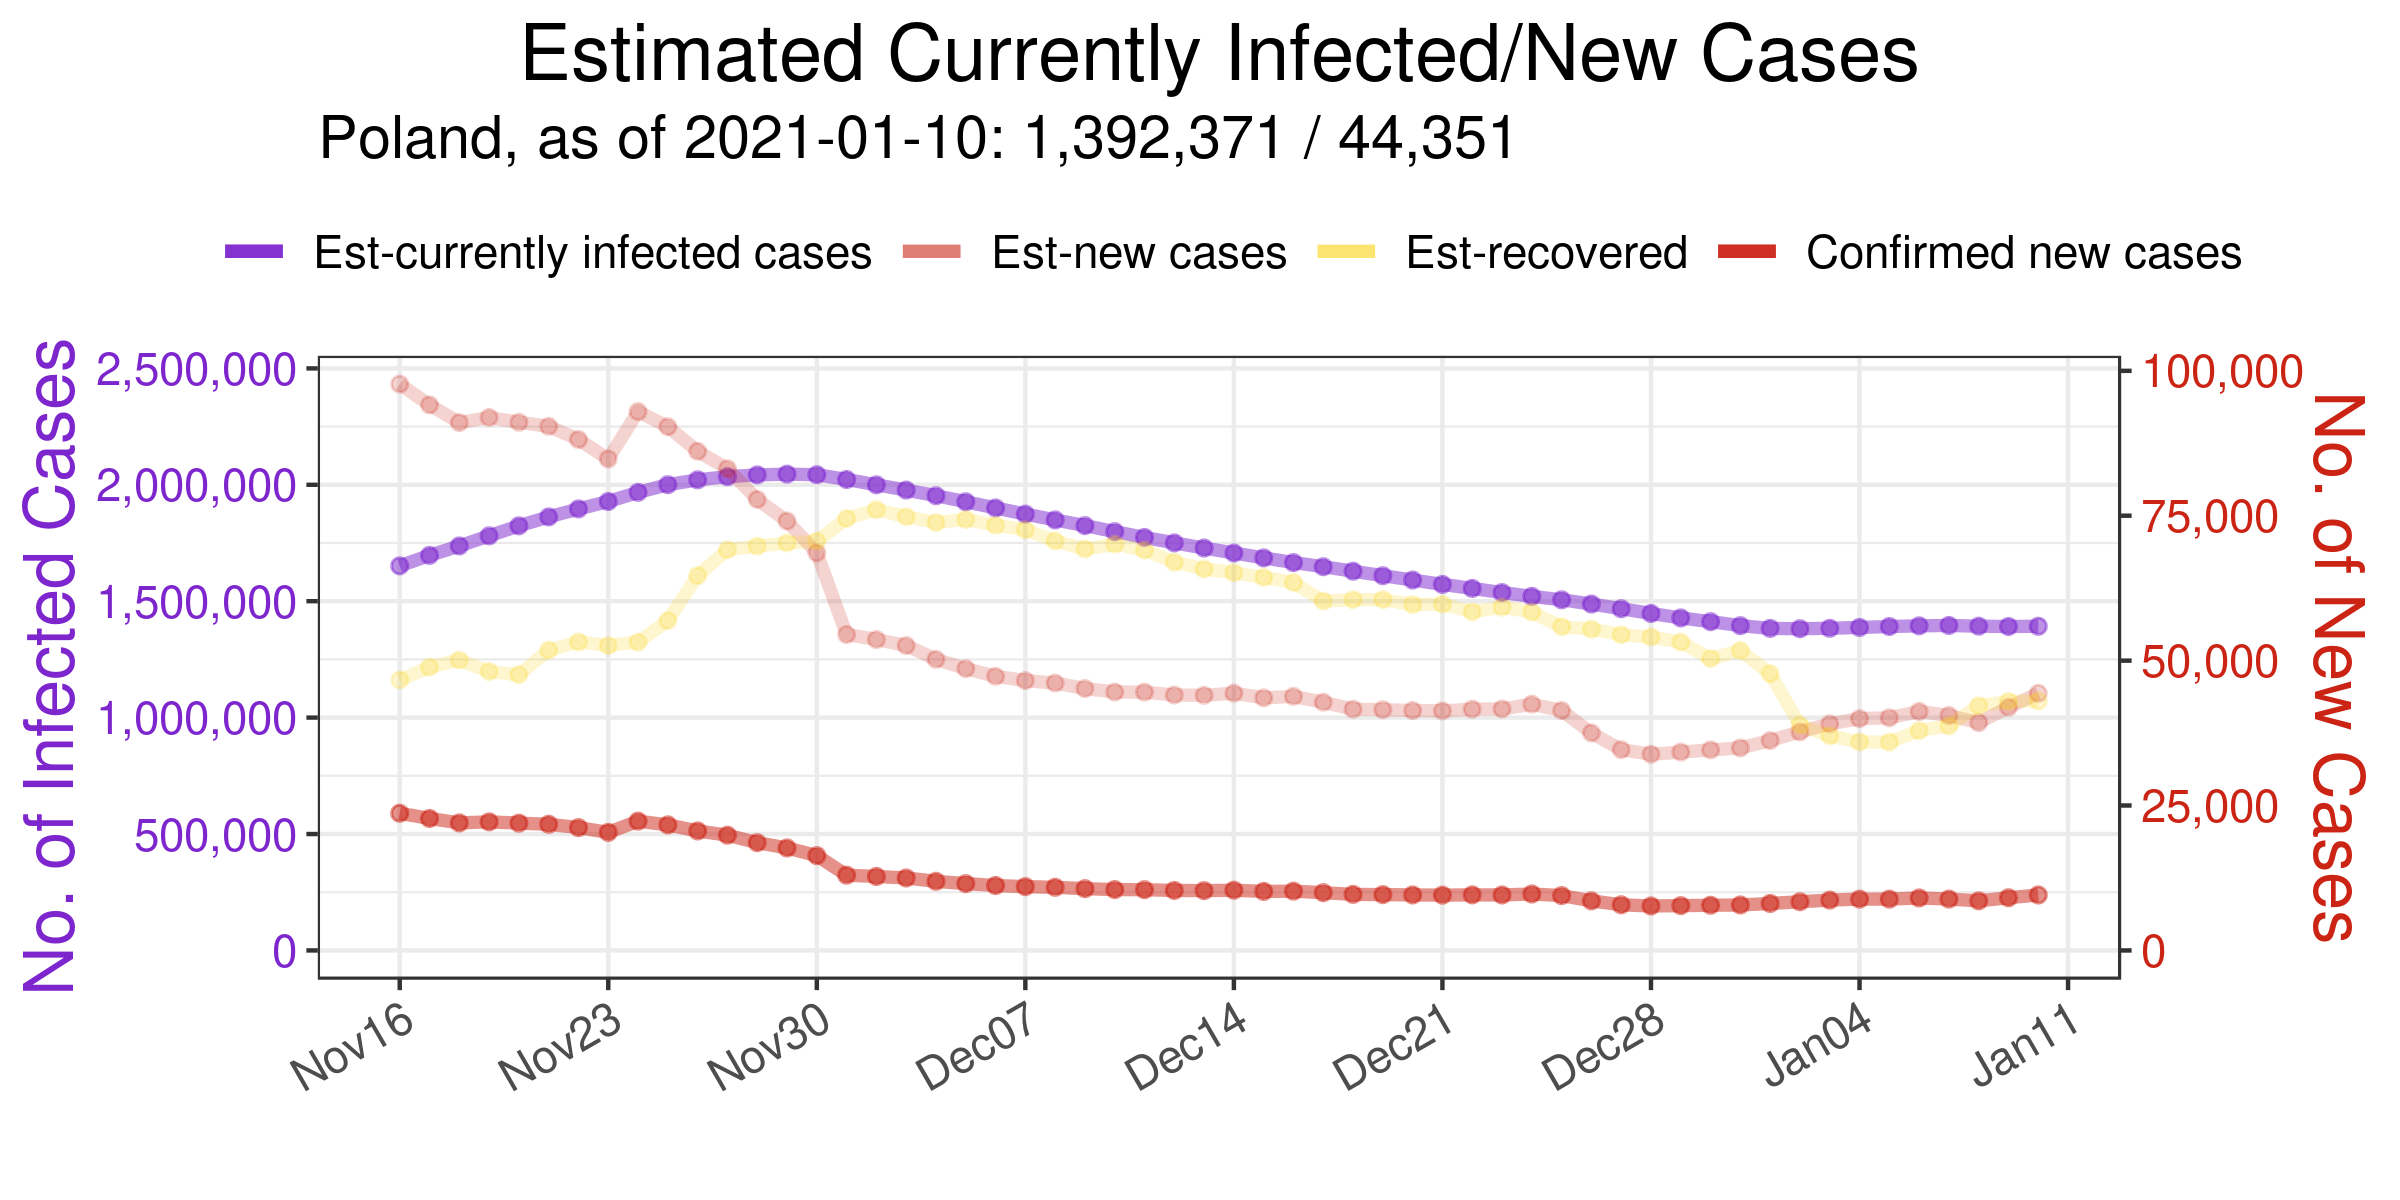 Estimated Currently Infected/New Cases
Poland, as of 2021-01-10: 1,392,371 / 44,351
Est-currently infected cases
Est-new cases
Est-recovered
Confirmed new cases
No. of Infected Cases
2,500,000
2,000,000
1,500,000
1,000,000
500,000
0
100,000
75,000
50,000
25,000
0
No. of New Cases
Nov16
Nov23
Nov30
Dec07
Dec14
Dec21
Dec28
Jan04
Jan11